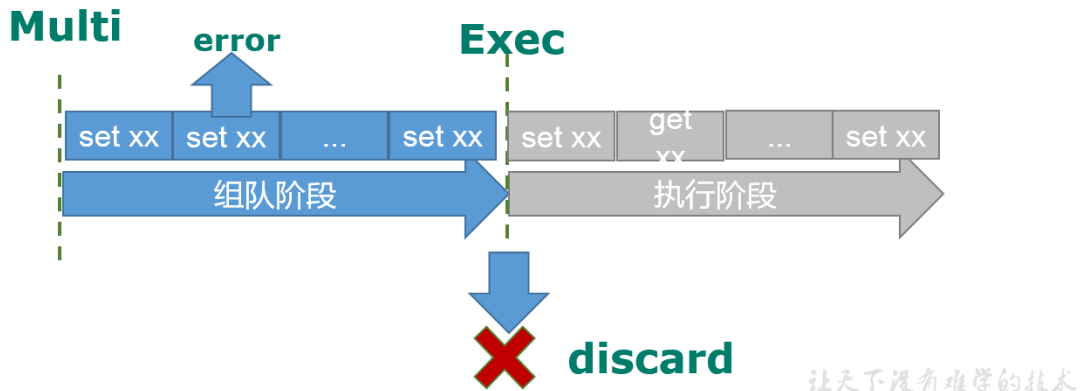 Multi
error
Exec
set xx
set xx
...
set xx
set xx
get xx
...
set xx
组队阶段
执行阶段
discard
让天下没有难学的技术